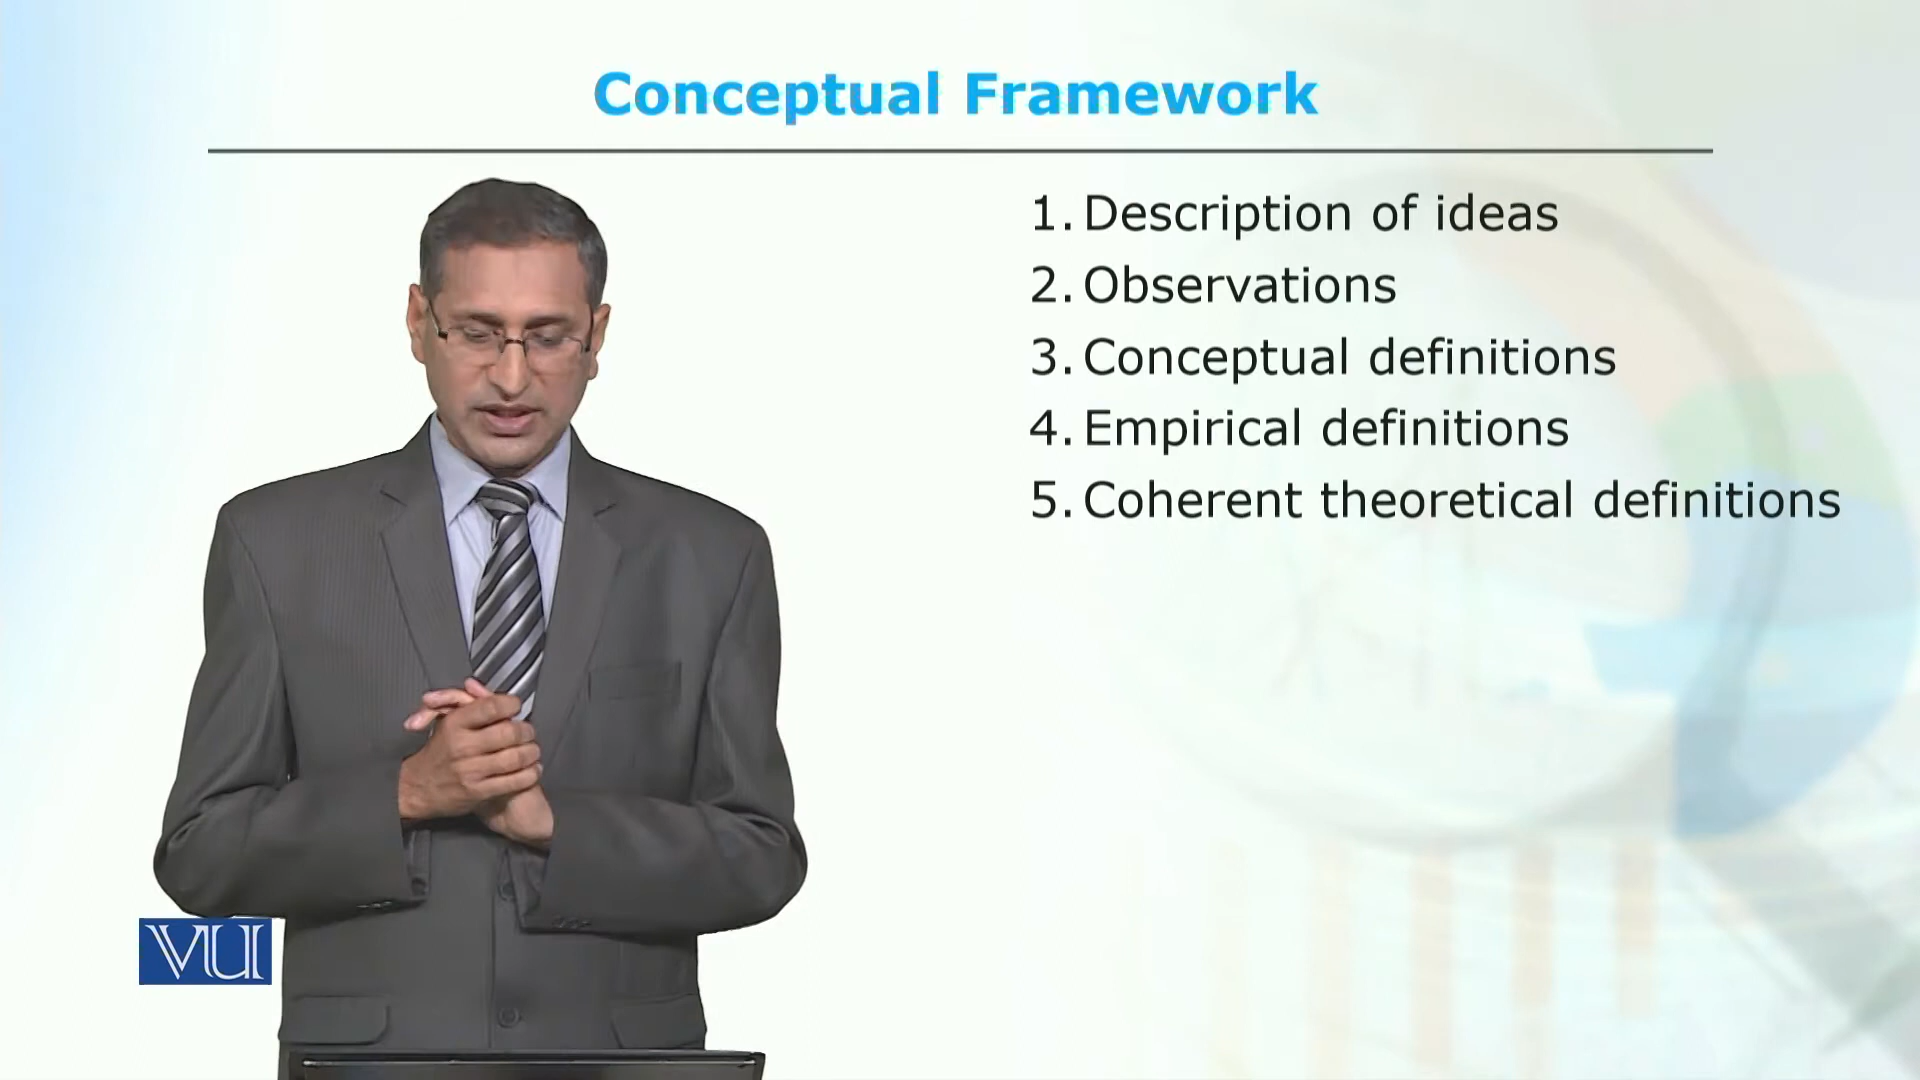 Conceptual Framework
1. Description of ideas
2. Observations
3. Conceptual definitions
4. Empirical definitions
5. Coherent theoretical definitions
VU